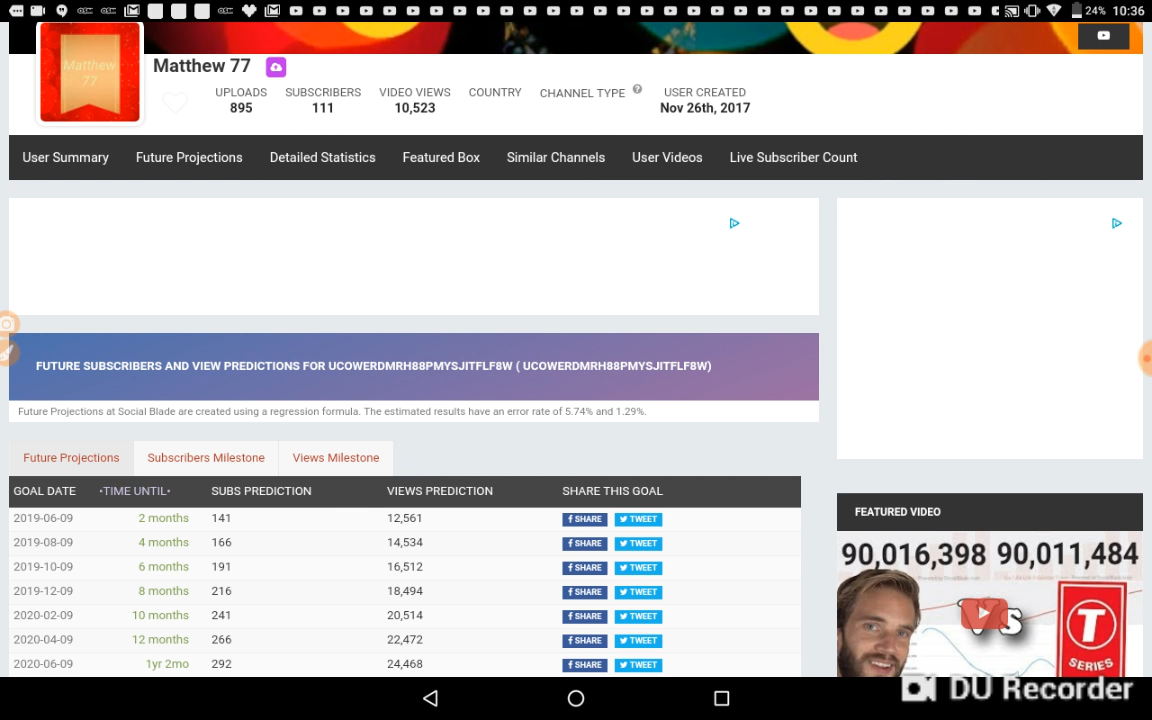 24% 10:36
Matthew 77
Matthew 77
UPLOADS SUBSCRIBERS VIDEO VIEWS COUNTRY CHANNEL TYPE ? USER CREATED
895 111 10,523 Nov 26th, 2017
User Summary Future Projections Detailed Statistics Featured Box Similar Channels User Videos Live Subscriber Count
FUTURE SUBSCRIBERS AND VIEW PREDICTIONS FOR UCOWERDMRH88PMYSJITFLF8W ( UCOWERDMRH88PMYSJITFLF8W)
Future Projections at Social Blade are created using a regression formula. The estimated results have an error rate of 5.74% and 1.29%.
Future Projections Subscribers Milestone Views Milestone
GOAL DATE •TIME UNTIL• SUBS PREDICTION VIEWS PREDICTION SHARE THIS GOAL
2019-06-09 2 months 141 12,561 SHARE TWEET
2019-08-09 4 months 166 14,534 SHARE TWEET
2019-10-09 6 months 191 16,512 SHARE TWEET
2019-12-09 8 months 216 18,494 SHARE TWEET
2020-02-09 10 months 241 20,514 SHARE TWEET
2020-04-09 12 months 266 22,472 SHARE TWEET
2020-06-09 1yr 2mo 292 24,468 SHARE TWEET
FEATURED VIDEO
90,016,398 90,011,484
VS
T
SERIES
DU Recorder